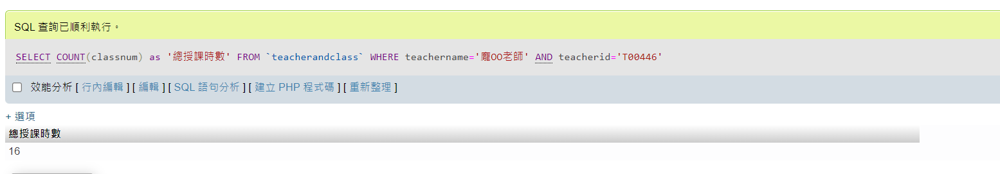 SQL 查詢已順利執行。
SELECT COUNT(classnum) as '總授課時數' FROM `teacherandclass` WHERE teachername='龐OO老師' AND teacherid='T00446'
效能分析 [ 行內編輯 ] [ 編輯 ] [ SQL 語句分析 ] [ 建立 PHP 程式碼 ] [ 重新整理 ]
+ 選項
總授課時數
16